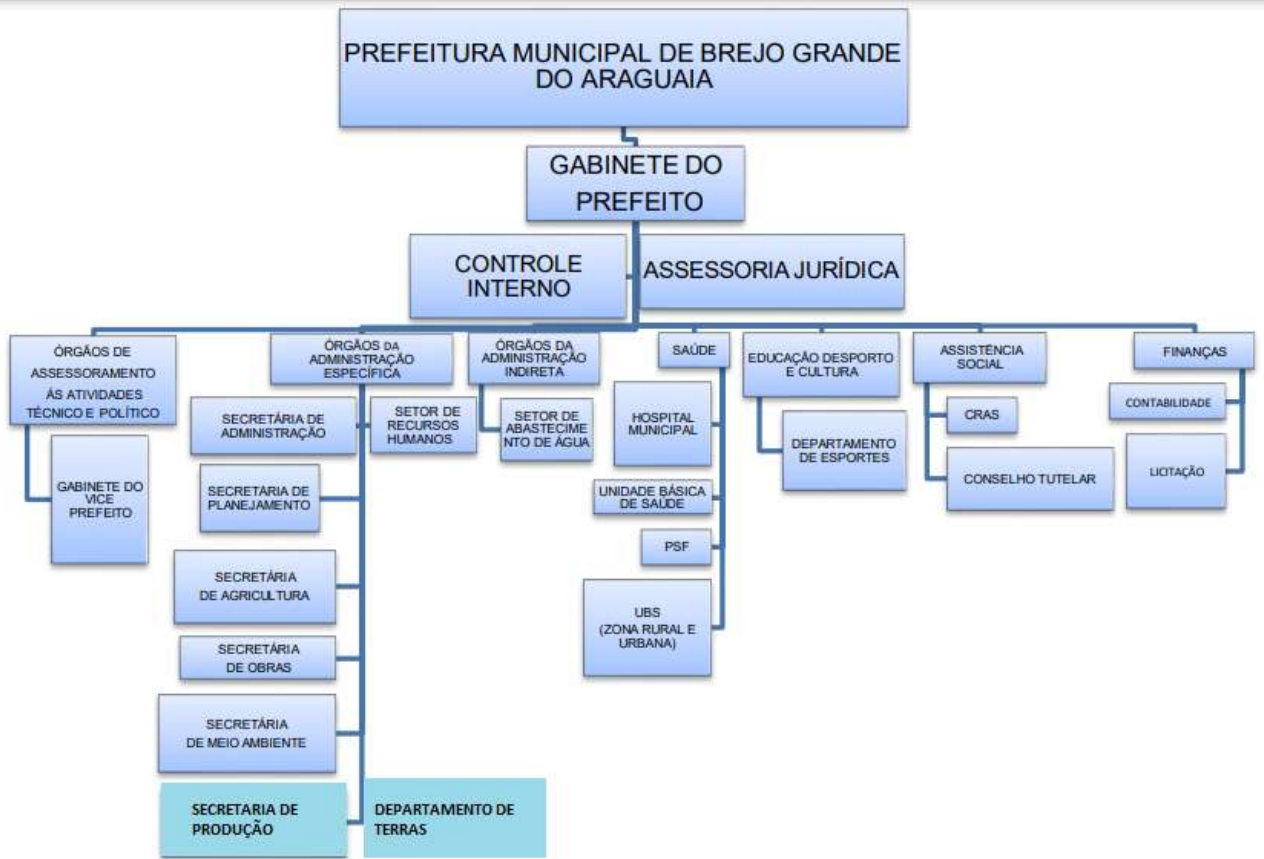 PREFEITURA MUNICIPAL DE BREJO GRANDE
DO ARAGUAIA
GABINETE DO
PREFEITO
CONTROLE
INTERNO
ASSESSORIA JURÍDICA
ÓRGÃOS DE
ASSESSORAMENTO
ÁS ATIVIDADES
TÉCNICO E POLÍTICO
GABINETE DO
VICE
PREFEITO
ÓRGÃOS DA
ADMINISTRAÇÃO
ESPECÍFICA
SECRETÁRIA DE
ADMINISTRAÇÃO
SETOR DE
RECURSOS
HUMANOS
SECRETARIA DE
PLANEJAMENTO
SECRETÁRIA
DE AGRICULTURA
SECRETÁRIA
DE OBRAS
SECRETÁRIA
DE MEIO AMBIENTE
SECRETARIA DE
PRODUÇÃO
DEPARTAMENTO DE
TERRAS
ÓRGÃOS DA
ADMINISTRAÇÃO
INDIRETA
SETOR DE
ABASTECIME
NTO DE ÁGUA
SAÚDE
HOSPITAL
MUNICIPAL
UNIDADE BÁSICA
DE SAÚDE
PSF
UBS
(ZONA RURAL E
URBANA)
EDUCAÇÃO DESPORTO
E CULTURA
DEPARTAMENTO
DE ESPORTES
ASSISTÊNCIA
SOCIAL
CRAS
CONSELHO TUTELAR
FINANÇAS
CONTABILIDADE
LICITAÇÃO